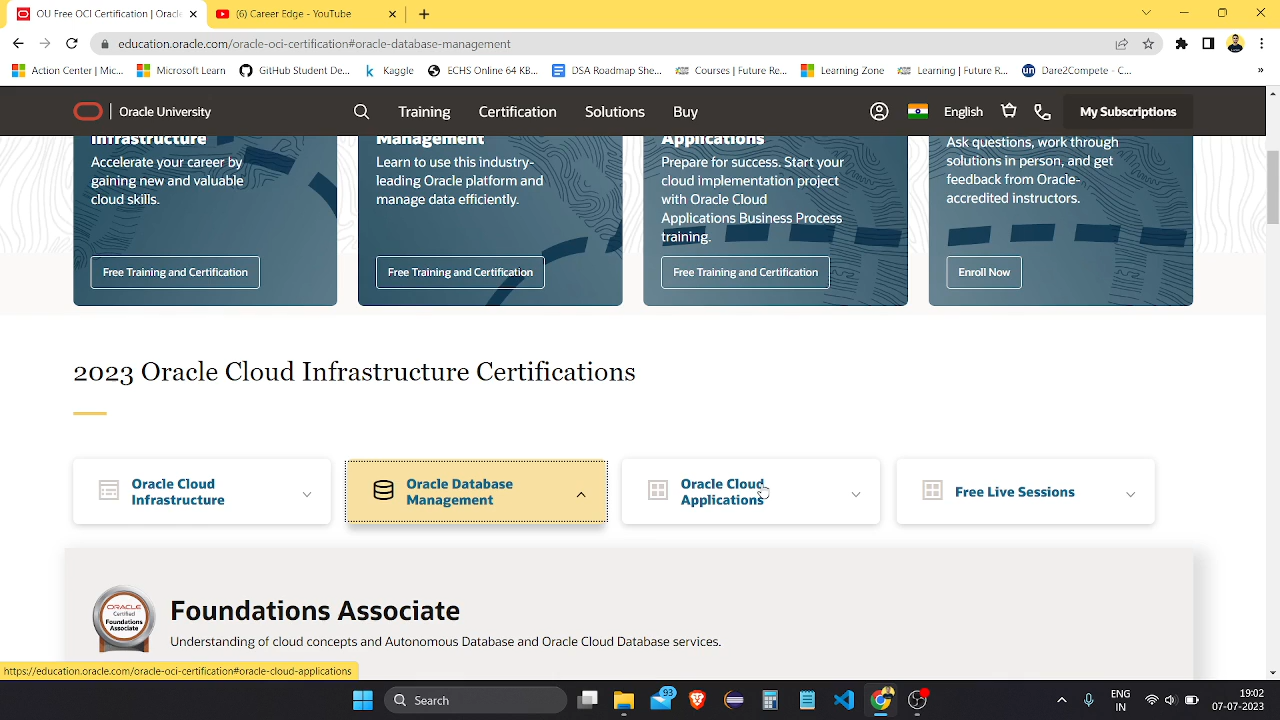 OU Free OCI Certification | Oracle
(6) Career Edge - YouTube
education.oracle.com/oracle-oci-certification#oracle-database-management
Action Center | Mic...
Microsoft Learn
GitHub Student De...
Kaggle
ECHS Online 64 KB...
DSA Roadmap She...
Courses | Future Re...
Learning Zone
Learning | Future R...
Dare2Compete - C...
»
Oracle University
Training
Certification
Solutions
Buy
English
My Subscriptions
Infrastructure
Accelerate your career by
gaining new and valuable
cloud skills.
Free Training and Certification
Management
Learn to use this industry-
leading Oracle platform and
manage data efficiently.
Free Training and Certification
Applications
Prepare for success. Start your
cloud implementation project
with Oracle Cloud
Applications Business Process
training.
Free Training and Certification
Ask questions, work through
solutions in person, and get
feedback from Oracle-
accredited instructors.
Enroll Now
2023 Oracle Cloud Infrastructure Certifications
Oracle Cloud
Infrastructure
Oracle Database
Management
Oracle Cloud
Applications
Free Live Sessions
ORACLE
Certified
Foundations
Associate
Foundations Associate
Understanding of cloud concepts and Autonomous Database and Oracle Cloud Database services.
https://education.oracle.com/oracle-oci-certification#oracle-cloud-applications
Search
93
ENG
IN
19:02
07-07-2023